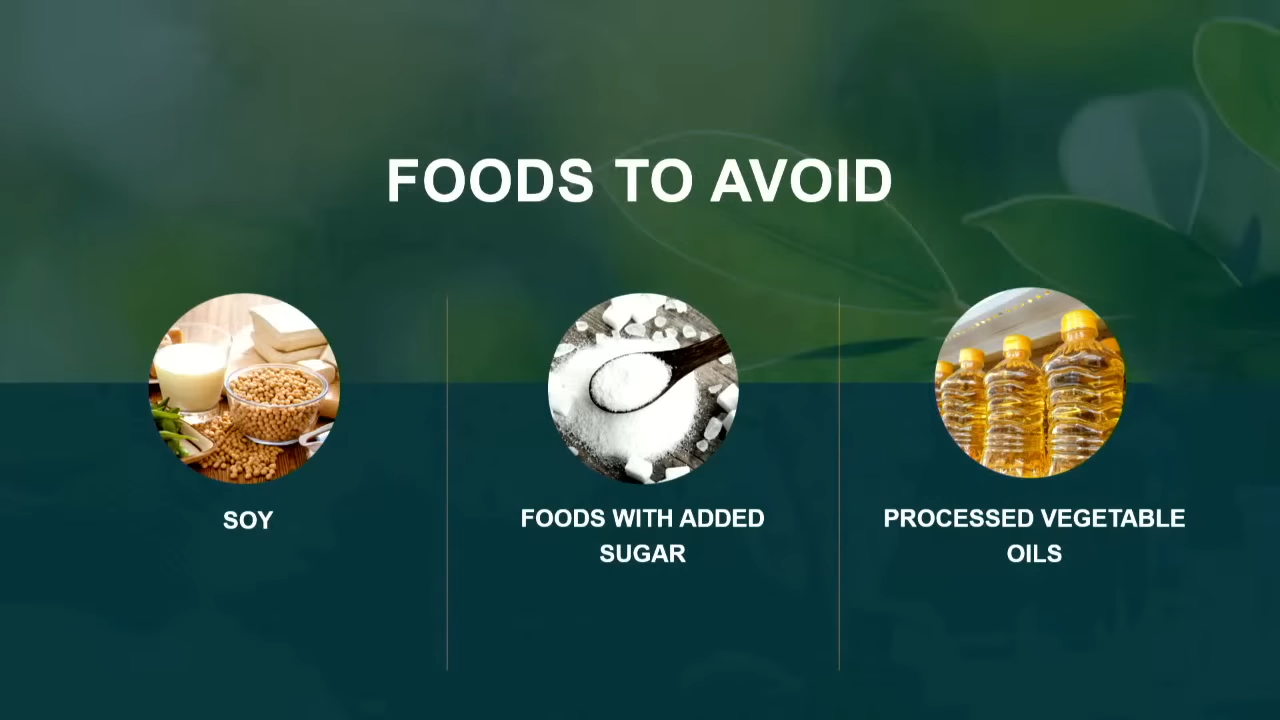 FOODS TO AVOID
SOY
FOODS WITH ADDED
SUGAR
PROCESSED VEGETABLE
OILS